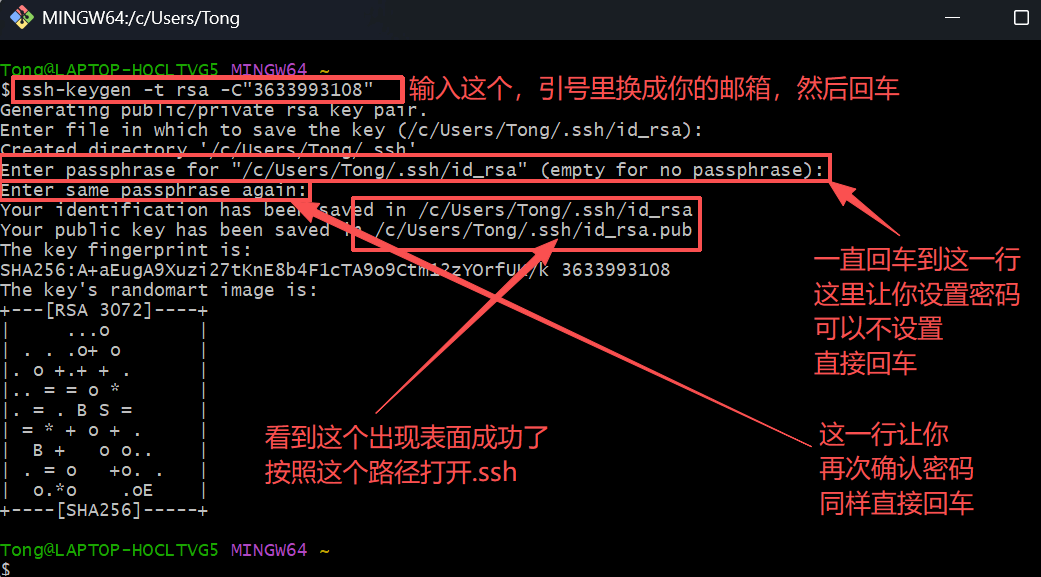 MINGW64:/c/Users/Tong
Tong@LAPTOP-HOCLTVG5 MINGW64 ~
$ ssh-keygen -t rsa -C"3633993108"
输入这个，引号里换成你的邮箱，然后回车
Generating public/private rsa key pair.
Enter file in which to save the key (/c/Users/Tong/.ssh/id_rsa):
Created directory '/c/Users/Tong/.ssh'
Enter passphrase for "/c/Users/Tong/.ssh/id_rsa" (empty for no passphrase):
Enter same passphrase again:
Your identification has been saved in /c/Users/Tong/.ssh/id_rsa
Your public key has been saved in /c/Users/Tong/.ssh/id_rsa.pub
The key fingerprint is:
3633993108
The key's randomart image is:
+---[RSA 3072]----+
|      ...o       |
| . . .o+ o       |
|. o +.+ + .      |
|.. = = o *       |
|. = . B S =      |
| = * + o + .     |
|  B +   o o..    |
| . = o   +o. .   |
|  o.*o    .oE    |
+----[SHA256]-----+
一直回车到这一行
这里让你设置密码
可以不设置
直接回车
看到这个出现表面成功了
按照这个路径打开.ssh
这一行让你
再次确认密码
同样直接回车
Tong@LAPTOP-HOCLTVG5 MINGW64 ~
$